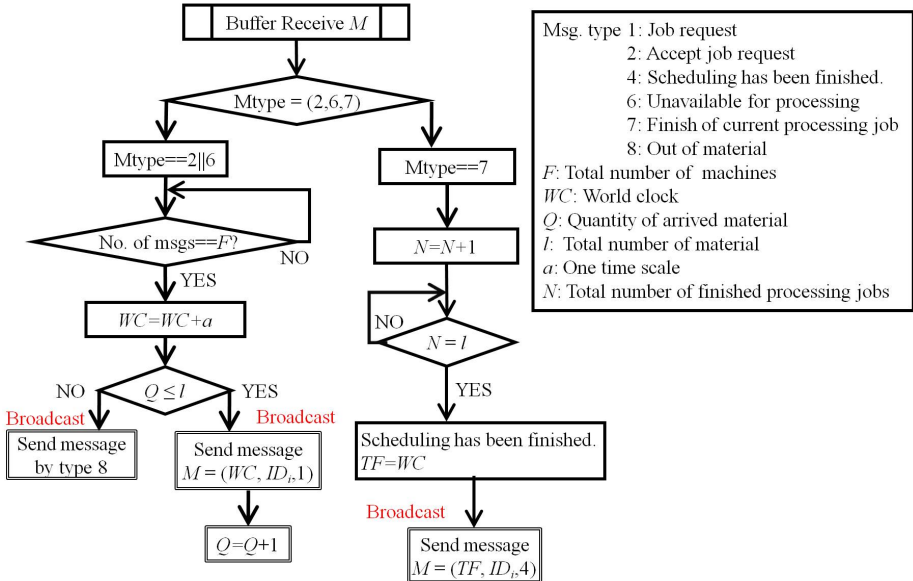 Buffer Receive M
Mtype = (2,6,7)
Mtype==2||6
No. of msgs==F?
NO
YES
WC=WC+a
Q ≤ l
NO
YES
Broadcast
Broadcast
Send message
by type 8
Send message
M = (WC, IDi,1)
Q=Q+1
Mtype==7
N=N+1
NO
N = l
YES
Scheduling has been finished.
TF=WC
Broadcast
Send message
M = (TF, IDi,4)
Msg. type 1: Job request
2: Accept job request
4: Scheduling has been finished.
6: Unavailable for processing
7: Finish of current processing job
8: Out of material
F: Total number of machines
WC: World clock
Q: Quantity of arrived material
l: Total number of material
a: One time scale
N: Total number of finished processing jobs